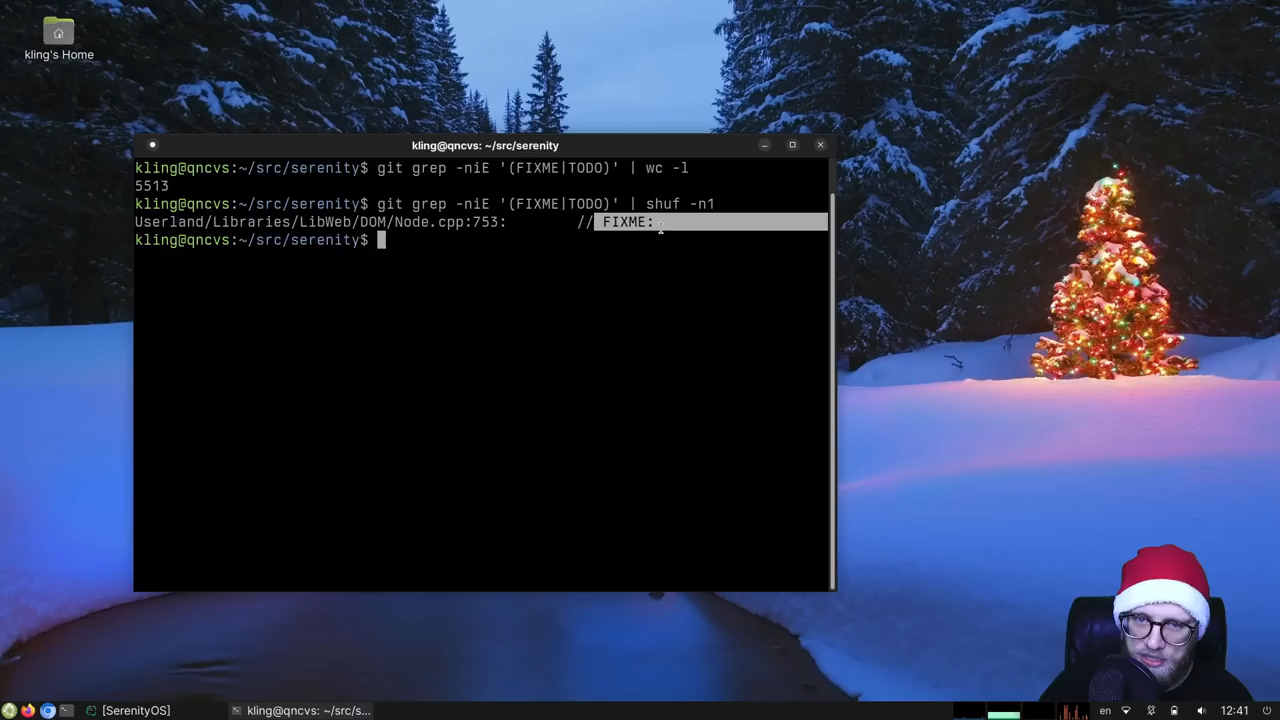 kling's Home
kling@qncvs: ~/src/serenity
kling@qncvs:~/src/serenity$ git grep -niE '(FIXME|TODO)' | wc -l
5513
kling@qncvs:~/src/serenity$ git grep -niE '(FIXME|TODO)' | shuf -n1
Userland/Libraries/LibWeb/DOM/Node.cpp:753:        // FIXME:
kling@qncvs:~/src/serenity$
[SerenityOS]
kling@qncvs: ~/src/s...
en
12:41